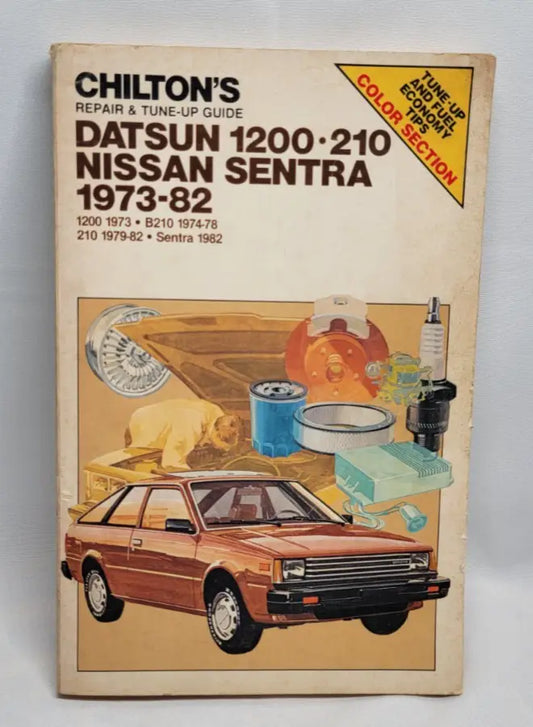 CHILTON'S
REPAIR & TUNE-UP GUIDE
DATSUN 1200·210
NISSAN SENTRA
1973-82
1200 1973 • B210 1974-78
210 1979-82 • Sentra 1982
TUNE-UP
AND FUEL
ECONOMY
TIPS
COLOR SECTION